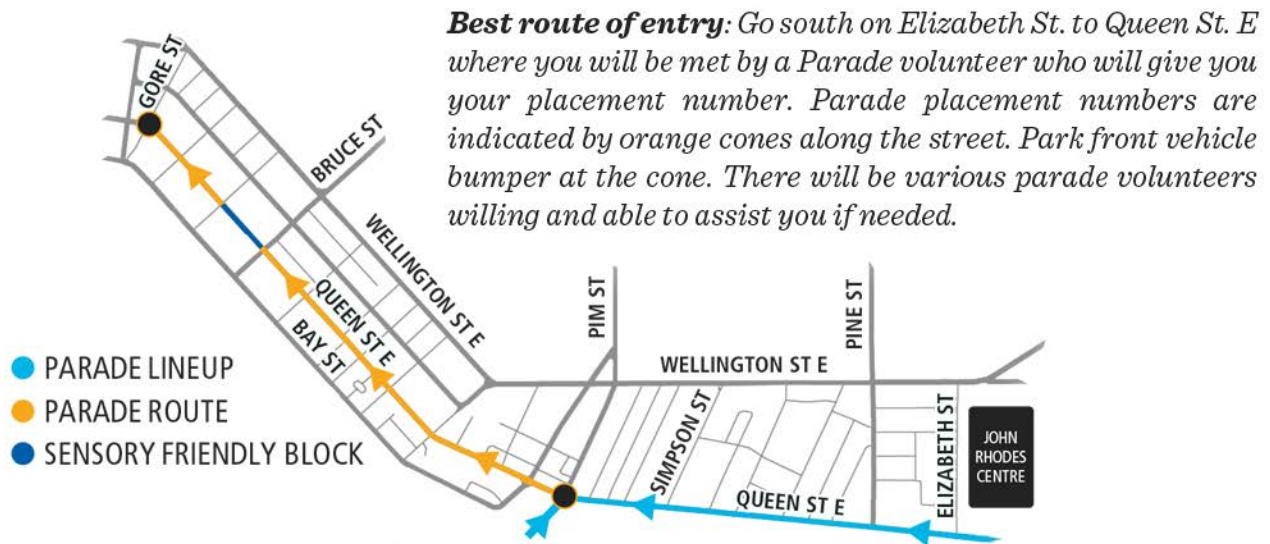 Best route of entry: Go south on Elizabeth St. to Queen St. E
where you will be met by a Parade volunteer who will give you
your placement number. Parade placement numbers are
indicated by orange cones along the street. Park front vehicle
bumper at the cone. There will be various parade volunteers
willing and able to assist you if needed.
GORE ST
BRUCE ST
WELLINGTON ST E
QUEEN ST E
BAY ST
PIM ST
PINE ST
WELLINGTON ST E
SIMPSON ST
ELIZABETH ST
JOHN
RHODES
CENTRE
QUEEN ST E
PARADE LINEUP
PARADE ROUTE
SENSORY FRIENDLY BLOCK